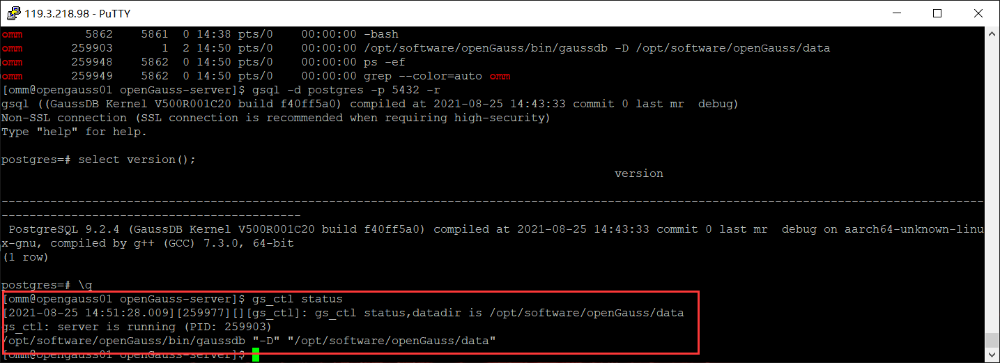 119.3.218.98 - PuTTY
omm 5862 5861 0 14:38 pts/0 00:00:00 -bash
omm 259903 1 2 14:50 pts/0 00:00:00 /opt/software/openGauss/bin/gaussdb -D /opt/software/openGauss/data
omm 259948 5862 0 14:50 pts/0 00:00:00 ps -ef
omm 259949 5862 0 14:50 pts/0 00:00:00 grep --color=auto omm
[omm@opengauss01 openGauss-server]$ gsql -d postgres -p 5432 -r
gsql ((GaussDB Kernel V500R001C20 build f40ff5a0) compiled at 2021-08-25 14:43:33 commit 0 last mr  debug)
Non-SSL connection (SSL connection is recommended when requiring high-security)
Type "help" for help.
postgres=# select version();
version
---------------------------------------------------------------------------------------------------------------------------------------------
-------------------------------------------
PostgreSQL 9.2.4 (GaussDB Kernel V500R001C20 build f40ff5a0) compiled at 2021-08-25 14:43:33 commit 0 last mr  debug on aarch64-unknown-linu
x-gnu, compiled by g++ (GCC) 7.3.0, 64-bit
(1 row)
postgres=# \q
[omm@opengauss01 openGauss-server]$ gs_ctl status
[2021-08-25 14:51:28.009][259977][][gs_ctl]: gs_ctl status,datadir is /opt/software/openGauss/data
gs_ctl: server is running (PID: 259903)
/opt/software/openGauss/bin/gaussdb "-D" "/opt/software/openGauss/data"
[omm@opengauss01 openGauss-server]$